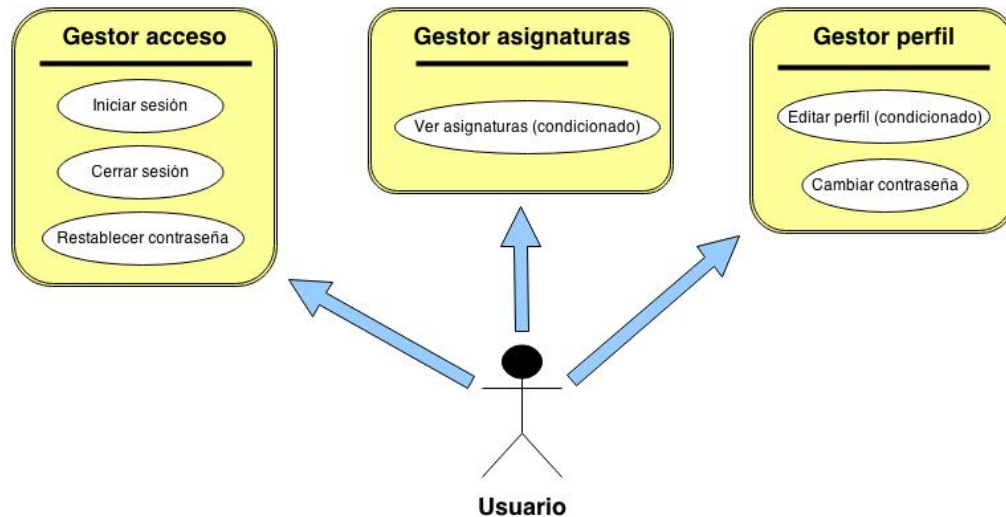 Gestor acceso
Iniciar sesión
Cerrar sesión
Restablecer contraseña
Gestor asignaturas
Ver asignaturas (condicionado)
Gestor perfil
Editar perfil (condicionado)
Cambiar contraseña
Usuario